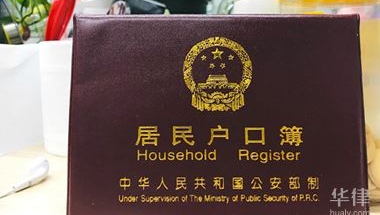 居民户口簿
Household Register
中华人民共和国公安部制
Under Supervision of The Ministry of Public Security of P.R.C.
华律
hualv.com